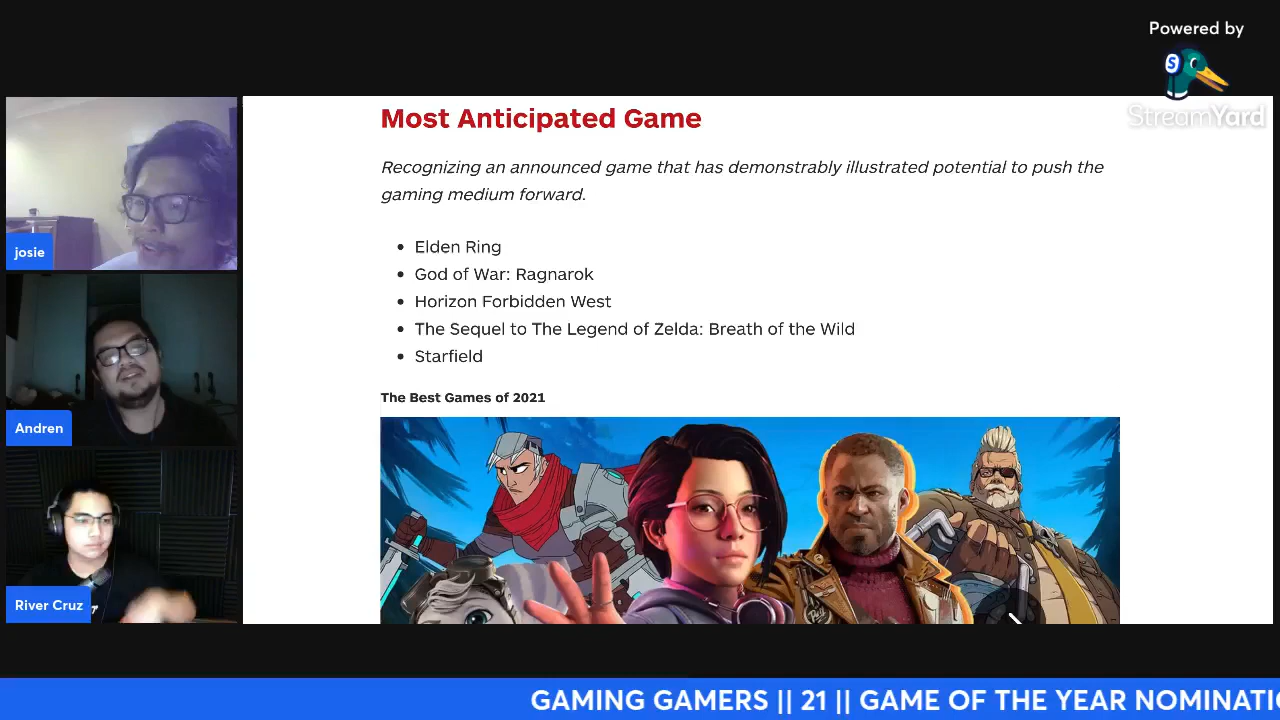 Powered by
StreamYard
Most Anticipated Game
Recognizing an announced game that has demonstrably illustrated potential to push the
gaming medium forward.
• Elden Ring
• God of War: Ragnarok
• Horizon Forbidden West
• The Sequel to The Legend of Zelda: Breath of the Wild
• Starfield
The Best Games of 2021
josie
Andren
River Cruz
GAMING GAMERS || 21 || GAME OF THE YEAR NOMINATI